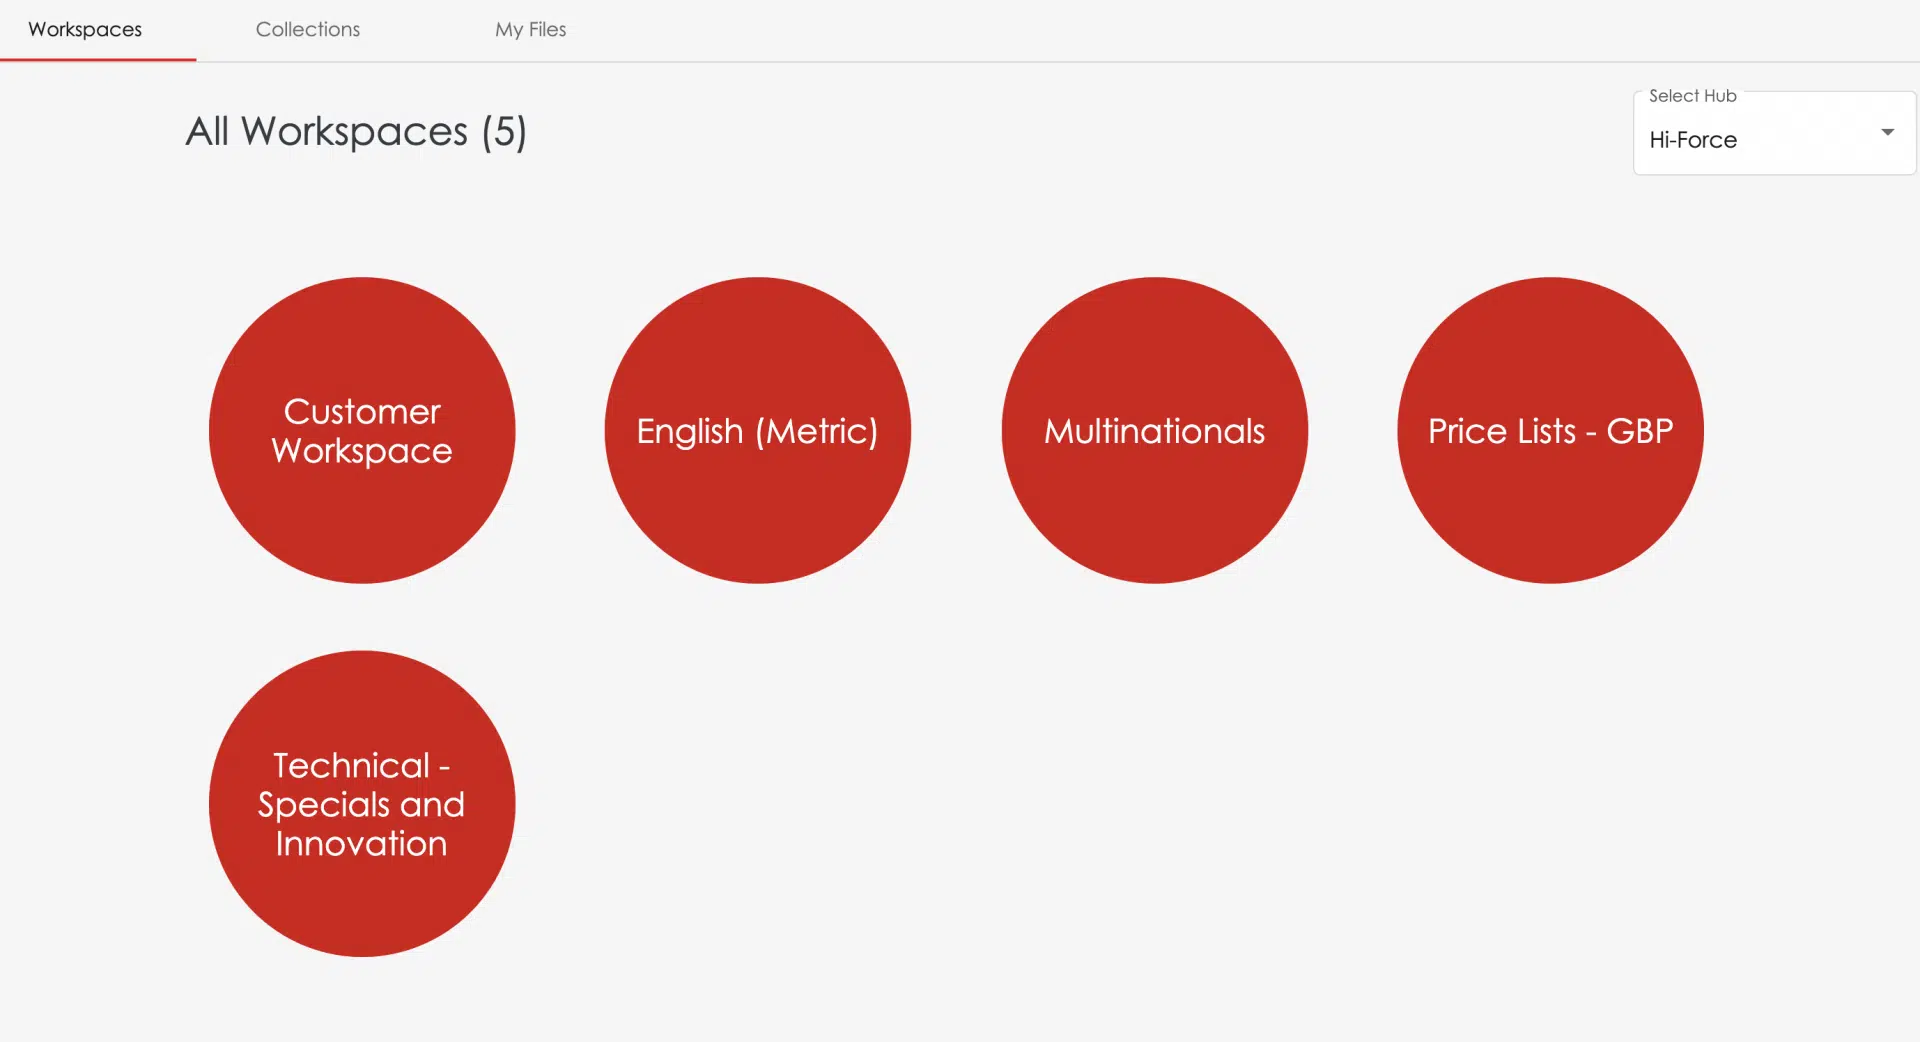 Workspaces
Collections
My Files
All Workspaces (5)
Select Hub
Hi-Force
Customer
Workspace
English (Metric)
Multinationals
Price Lists - GBP
Technical -
Specials and
Innovation